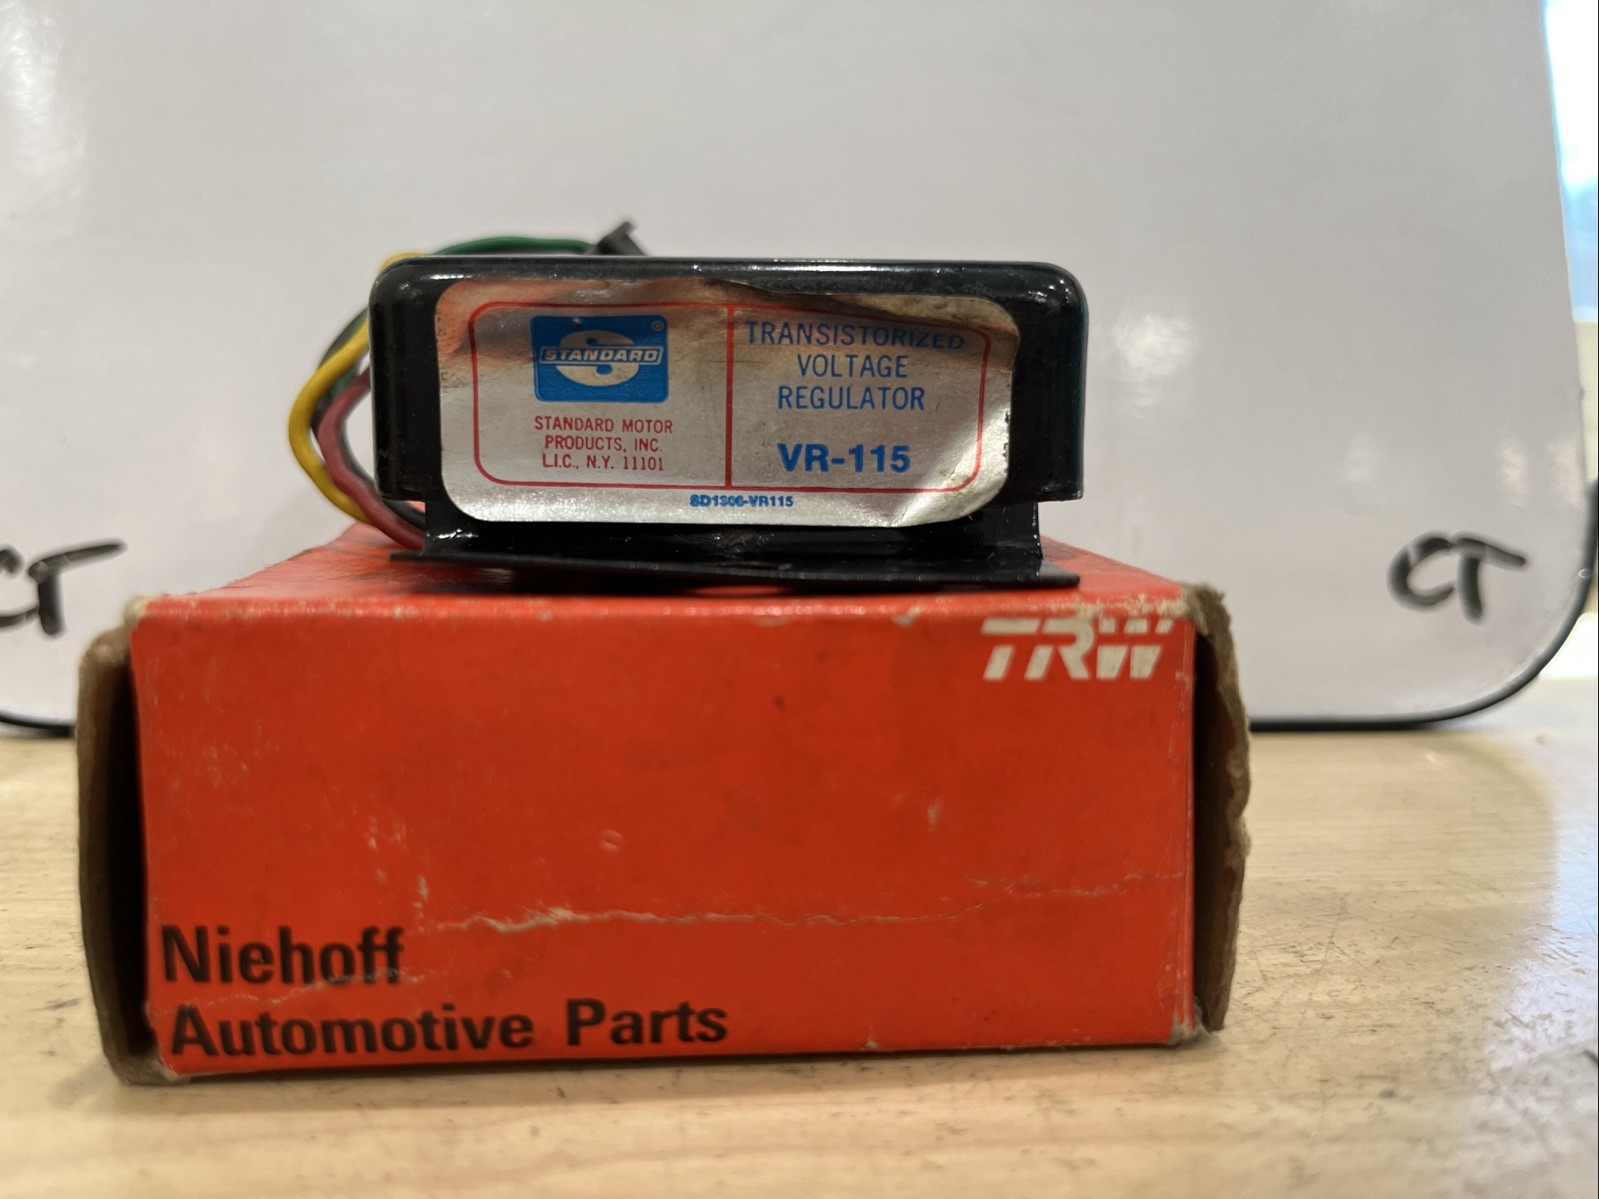 STANDARD
®
STANDARD MOTOR
PRODUCTS, INC.
L.I.C., N.Y. 11101
TRANSISTORIZED
VOLTAGE
REGULATOR
VR-115
SD1306-VR115
CT
CT
TRW
Niehoff
Automotive Parts